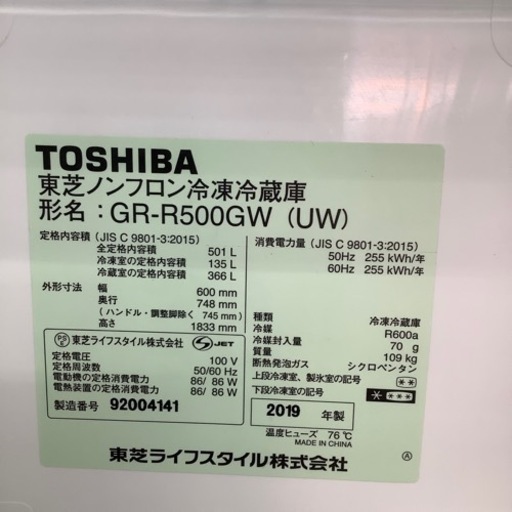 TOSHIBA
東芝ノンフロン冷凍冷蔵庫
形名：GR-R500GW（UW）
定格内容積（JIS C 9801-3:2015）
全定格内容積 501 L
冷凍室の定格内容積 135 L
冷蔵室の定格内容積 366 L
外形寸法 幅 600 mm
奥行 748 mm
(ハンドル・調整脚除く 745 mm)
高さ 1833 mm
消費電力量（JIS C 9801-3:2015）
50Hz 255 kWh/年
60Hz 255 kWh/年
種類 冷凍冷蔵庫
冷媒 R600a
冷媒封入量 70 g
質量 109 kg
断熱発泡ガス シクロペンタン
上段冷凍室、製氷室の記号 **
下段冷凍室の記号 ****
PSE 東芝ライフスタイル株式会社 S JET
定格電圧 100 V
定格周波数 50/60 Hz
電動機の定格消費電力 86/ 86 W
電熱装置の定格消費電力 86/ 86 W
製造番号 92004141
2019 年製
温度ヒューズ 76℃
MADE IN CHINA
東芝ライフスタイル株式会社 Ⓐ